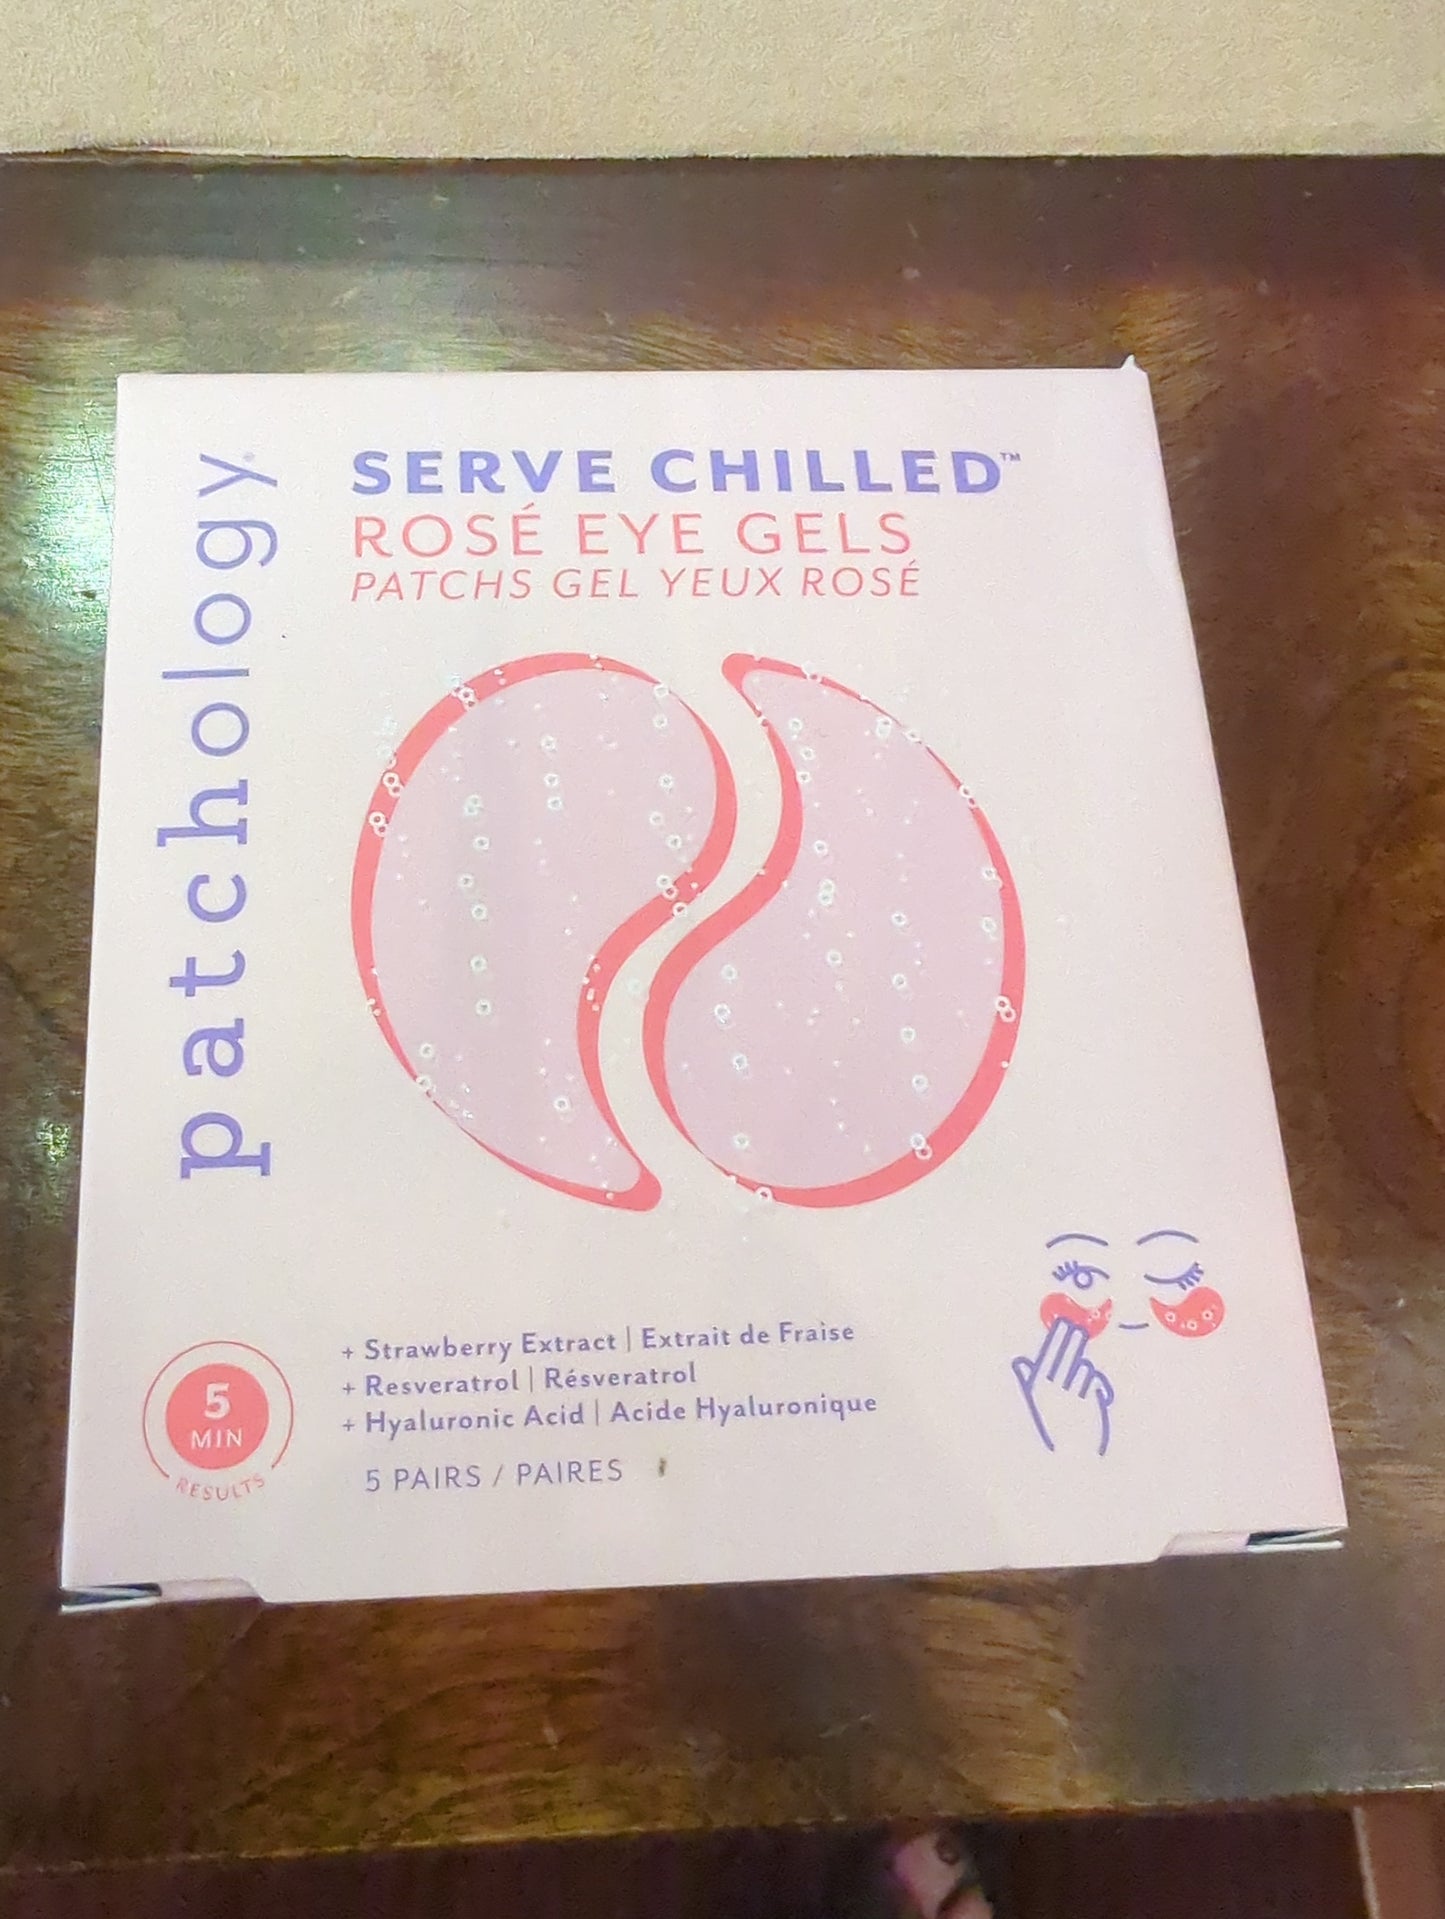 patchology
SERVE CHILLED™
ROSÉ EYE GELS
PATCHS GEL YEUX ROSÉ
+ Strawberry Extract | Extrait de Fraise
+ Resveratrol | Résveratrol
+ Hyaluronic Acid | Acide Hyaluronique
5 PAIRS / PAIRES
5
MIN
RESULTS